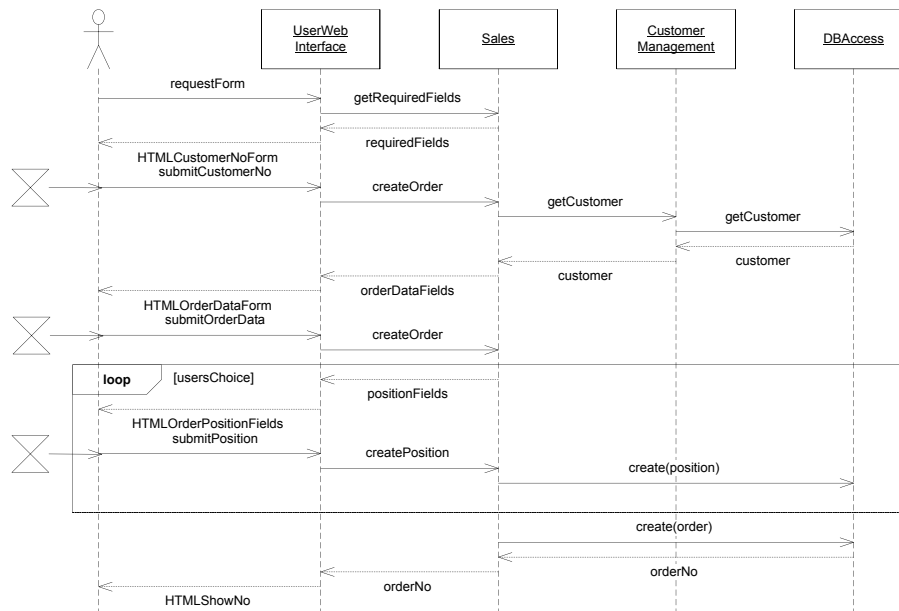 UserWeb
Interface
Sales
Customer
Management
DBAccess
requestForm
getRequiredFields
requiredFields
HTMLCustomerNoForm
submitCustomerNo
createOrder
getCustomer
getCustomer
customer
customer
orderDataFields
HTMLOrderDataForm
submitOrderData
createOrder
loop
[usersChoice]
positionFields
HTMLOrderPositionFields
submitPosition
createPosition
create(position)
create(order)
orderNo
orderNo
HTMLShowNo